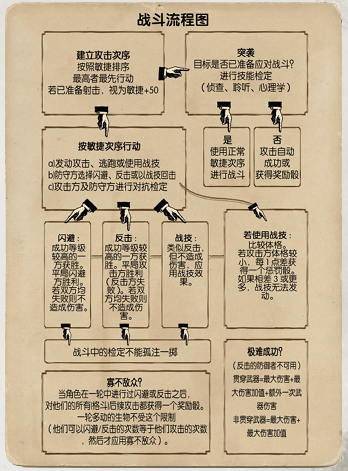 战斗流程图
建立攻击次序
按照敏捷排序
最高者最先行动
若已准备射击，视为敏捷+50
突袭
目标是否已准备应对战斗？
进行技能检定
（侦查、聆听、心理学）
是
使用正常
敏捷次序
进行战斗
否
攻击自动
成功或
获得奖励骰
按敏捷次序行动
a)发动攻击、逃跑或使用战技
b)防守方选择闪避、反击或以战技回击
c)攻击方及防守方进行对抗检定
闪避：
成功等级
较高的一
方获胜。
平局闪避
方胜利。
若双方均
失败则不
造成伤害。
反击：
成功等级较
高的一方获
胜。平局攻
击方胜利
（反击方失
败）。若双
方均失败则
不造成伤
害。
战技：
类似反击，
但不造成
伤害，应
用战技效
果。
若使用战技：
比较体格。
若攻击方体格较
小，每1点差获
得一个惩罚骰。
如果相差3或更
多，战技无法发
动。
战斗中的检定不能孤注一掷
寡不敌众？
当角色在一轮中进行过闪避或反击之后，
对他们的所有(格斗)后续攻击都获得一个奖励骰。
一轮多动的生物不受这个限制
（他们可以闪避/反击的次数等于他们攻击的次数，
然后才应用寡不敌众）。
极难成功？
（反击的防御者不可用）
贯穿武器=最大伤害+最
大伤害加值+额外一次武
器伤害
非贯穿武器=最大伤害+
最大伤害加值